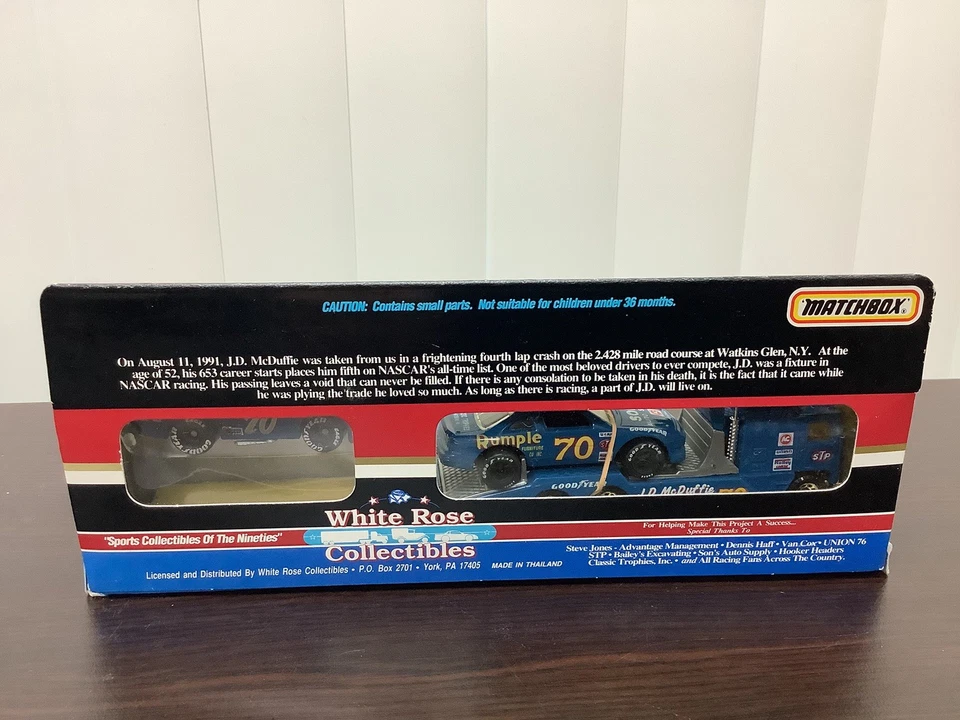 CAUTION: Contains small parts. Not suitable for children under 36 months.
MATCHBOX
On August 11, 1991, J.D. McDuffie was taken from us in a frightening fourth lap crash on the 2.428 mile road course at Watkins Glen, N.Y. At the
age of 52, his 653 career starts places him fifth on NASCAR's all-time list. One of the most beloved drivers to ever compete, J.D. was a fixture in
NASCAR racing. His passing leaves a void that can never be filled. If there is any consolation to be taken in his death, it is the fact that it came while
he was plying the trade he loved so much. As long as there is racing, a part of J.D. will live on.
GOODYEAR
GOODYEAR
Rumple
FURNITURE
70
GOODYEAR
STP
GOODYEAR
J.D. McDuffie
White Rose
Collectibles
"Sports Collectibles Of The Nineties"
Licensed and Distributed By White Rose Collectibles • P.O. Box 2701 • York, PA 17405 MADE IN THAILAND
For Helping Make This Project A Success...
Special Thanks To
Steve Jones - Advantage Management • Dennis Haff • Van Cor • UNION 76
STP • Bailey's Excavating • Son's Auto Supply • Hooker Headers
Classic Trophies, Inc. • and All Racing Fans Across The Country.